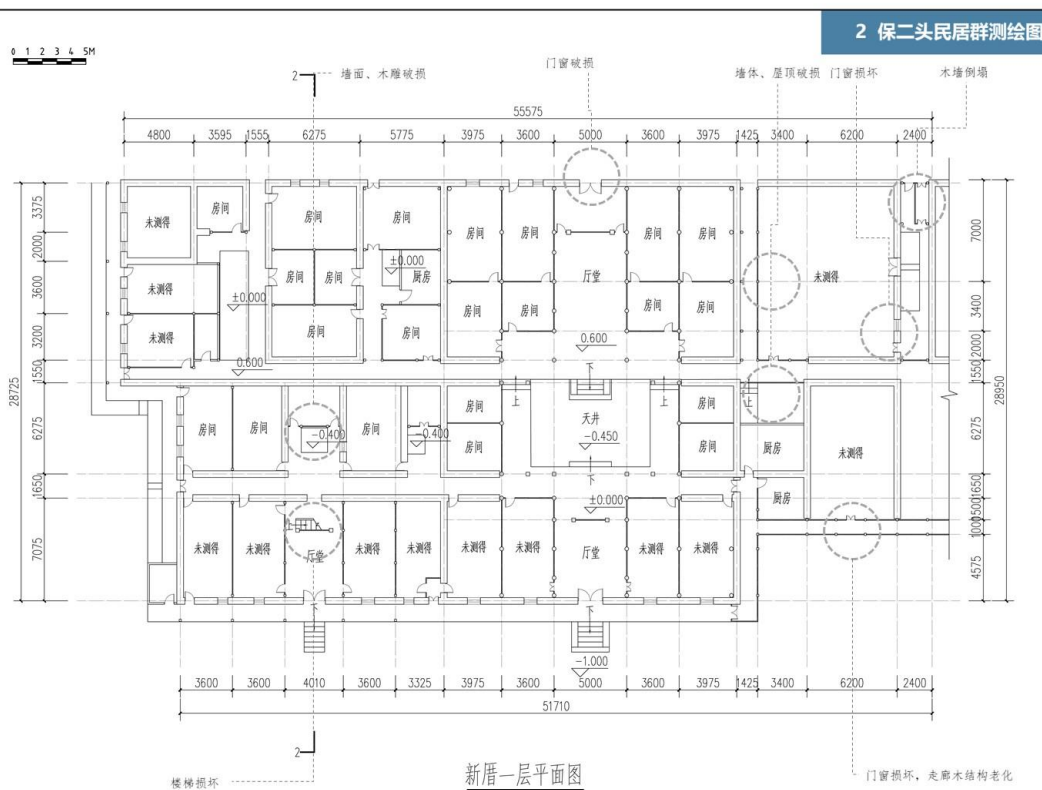 2 保二头民居群测绘图
0 1 2 3 4 5M
2
墙面、木雕破损
门窗破损
墙体、屋顶破损
门窗损坏
木墙倒塌
55575
4800 3595 1555 6275 5775 3975 3600 5000 3600 3975 1425 3400 6200 2400
28725
3375
2000
3600
3200
1550
6275
1650
7075
未测得
房间
房间
房间
房间
房间
房间
房间
房间
未测得
±0.000
厨房
厅堂
未测得
±0.000
房间
房间
未测得
房间
房间
房间
房间
房间
房间
0.600
0.600
下
上
上
房间
房间
房间
房间
天井
房间
-0.400
-0.400
-0.450
房间
房间
厨房
未测得
下
厨房
±0.000
上
未测得
未测得
厅堂
未测得
未测得
未测得
未测得
厅堂
未测得
未测得
下
下
-1.000
7000
3400
2000
1550
6275
1650
1500
1000
4575
28950
3600 3600 4010 3600 3325 3975 3600 5000 3600 3975 1425 3400 6200 2400
51710
2
楼梯损坏
新厝一层平面图
门窗损坏，走廊木结构老化